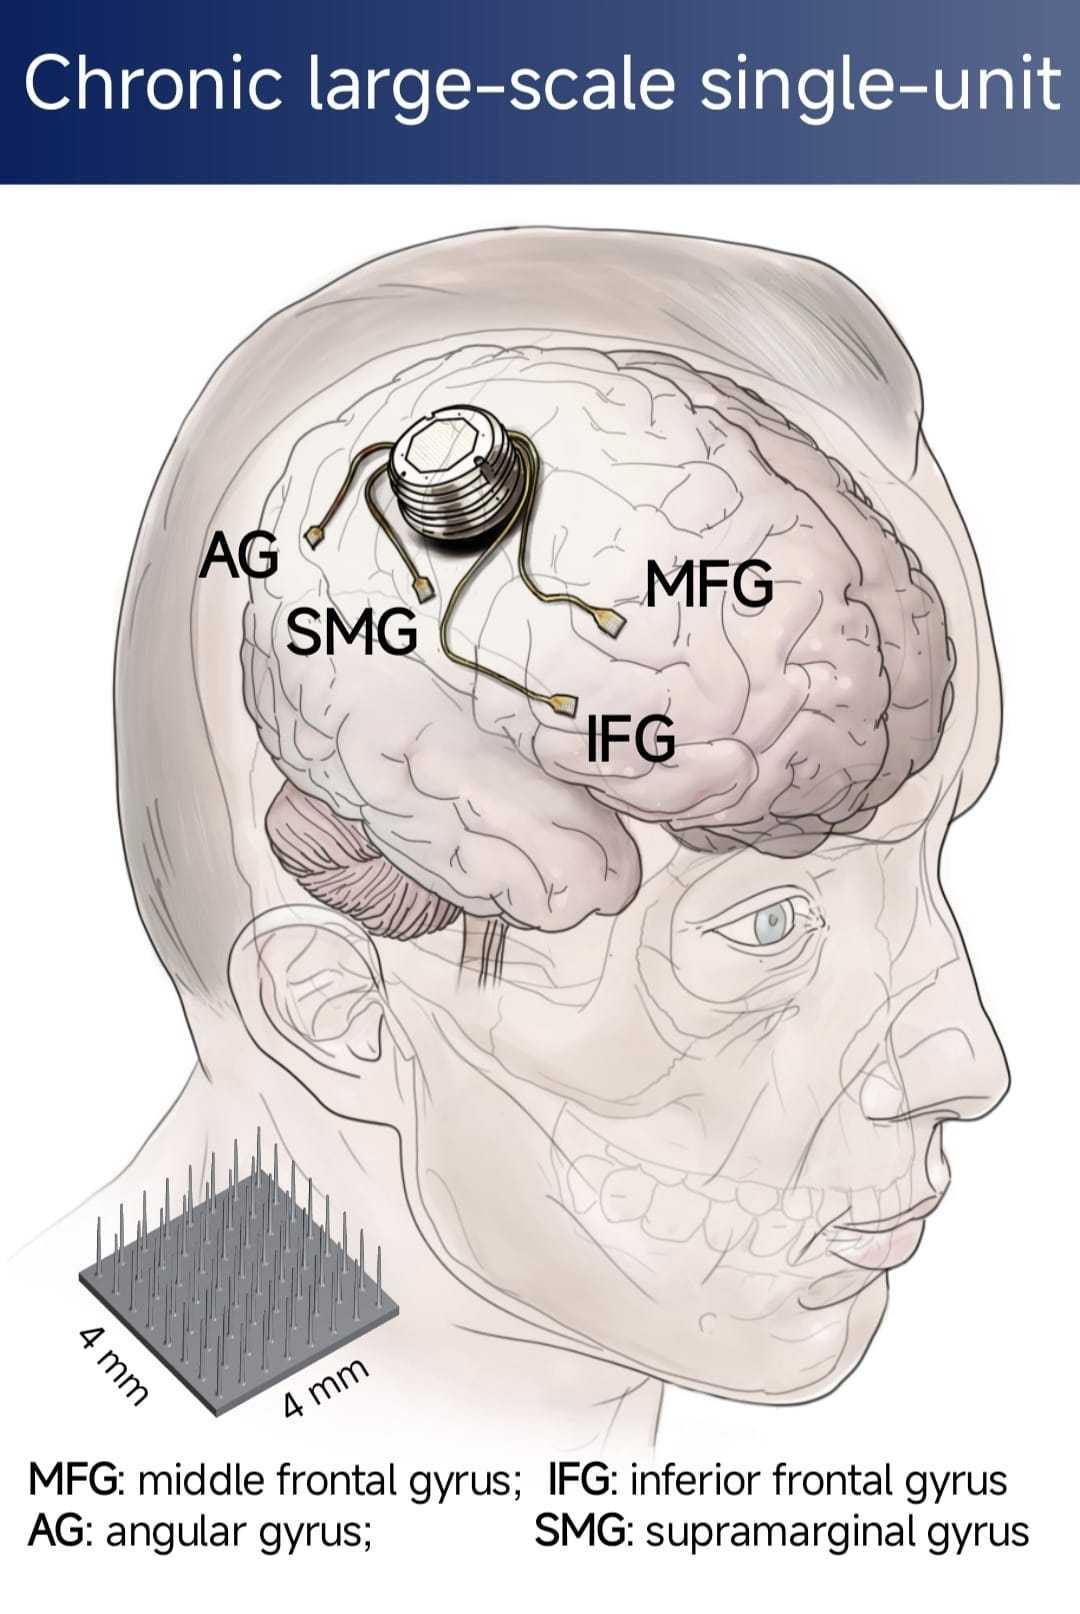 Chronic large-scale single-unit
AG
MFG
SMG
IFG
4 mm
4 mm
MFG: middle frontal gyrus; IFG: inferior frontal gyrus
AG: angular gyrus; SMG: supramarginal gyrus